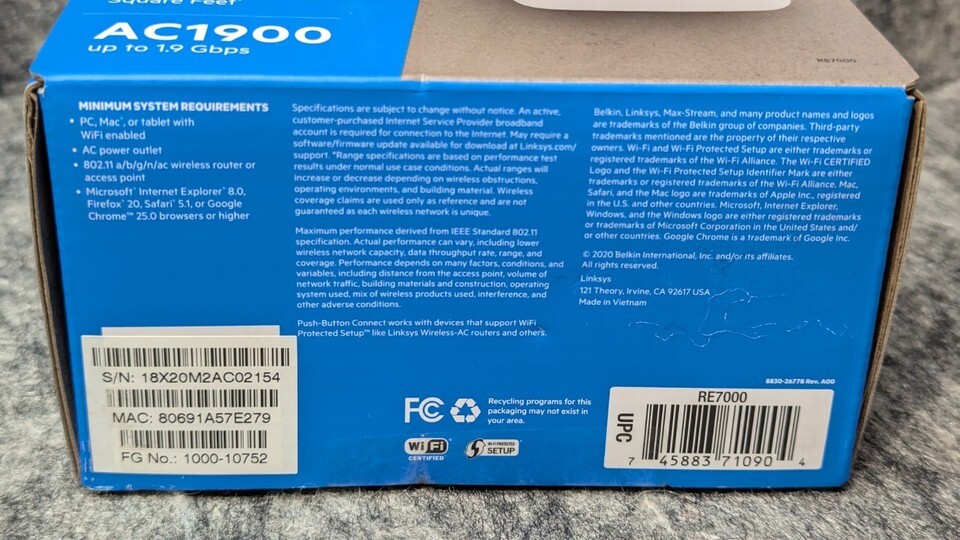 Square Feet*
AC1900
up to 1.9 Gbps
RE7000
MINIMUM SYSTEM REQUIREMENTS
• PC, Mac®, or tablet with
WiFi enabled
• AC power outlet
• 802.11 a/b/g/n/ac wireless router or
access point
• Microsoft® Internet Explorer® 8.0,
Firefox® 20, Safari® 5.1, or Google
Chrome™ 25.0 browsers or higher
Specifications are subject to change without notice. An active,
customer-purchased Internet Service Provider broadband
account is required for connection to the Internet. May require a
software/firmware update available for download at Linksys.com/
support. *Range specifications are based on performance test
results under normal use case conditions. Actual ranges will
increase or decrease depending on wireless obstructions,
operating environments, and building material. Wireless
coverage claims are used only as reference and are not
guaranteed as each wireless network is unique.
Maximum performance derived from IEEE Standard 802.11
specification. Actual performance can vary, including lower
wireless network capacity, data throughput rate, range, and
coverage. Performance depends on many factors, conditions, and
variables, including distance from the access point, volume of
network traffic, building materials and construction, operating
system used, mix of wireless products used, interference, and
other adverse conditions.
Push-Button Connect works with devices that support WiFi
Protected Setup™ like Linksys Wireless-AC routers and others.
Belkin, Linksys, Max-Stream, and many product names and logos
are trademarks of the Belkin group of companies. Third-party
trademarks mentioned are the property of their respective
owners. Wi-Fi and Wi-Fi Protected Setup are either trademarks or
registered trademarks of the Wi-Fi Alliance. The Wi-Fi CERTIFIED
Logo and the Wi-Fi Protected Setup Identifier Mark are either
trademarks or registered trademarks of the Wi-Fi Alliance. Mac,
Safari, and the Mac logo are trademarks of Apple Inc., registered
in the U.S. and other countries. Microsoft, Internet Explorer,
Windows, and the Windows logo are either registered trademarks
or trademarks of Microsoft Corporation in the United States and/
or other countries. Google Chrome is a trademark of Google Inc.
© 2020 Belkin International, Inc. and/or its affiliates.
All rights reserved.
Linksys
121 Theory, Irvine, CA 92617 USA
Made in Vietnam
8830-26778 Rev. A00
S/N: 18X20M2AC02154
MAC: 80691A57E279
FG No.: 1000-10752
FC
Recycling programs for this
packaging may not exist in
your area.
Wi Fi
CERTIFIED
WI-FI PROTECTED
SETUP
RE7000
UPC
7 45883 71090 4